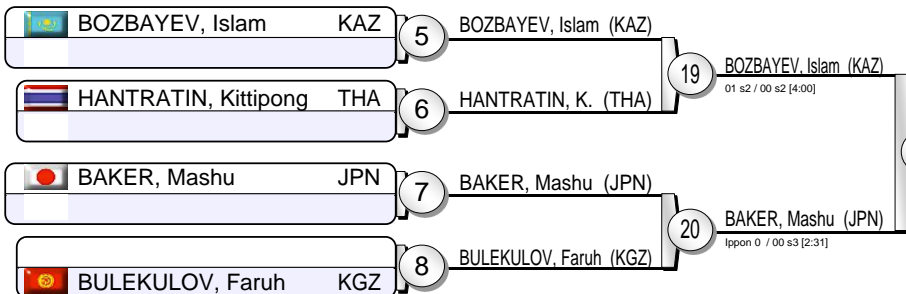 BOZBAYEV, Islam KAZ
5
BOZBAYEV, Islam (KAZ)
19
BOZBAYEV, Islam (KAZ)
01 s2 / 00 s2 [4:00]
HANTRATIN, Kittipong THA
6
HANTRATIN, K. (THA)
BAKER, Mashu JPN
7
BAKER, Mashu (JPN)
20
BAKER, Mashu (JPN)
Ippon 0 / 00 s3 [2:31]
8
BULEKULOV, Faruh (KGZ)
BULEKULOV, Faruh KGZ